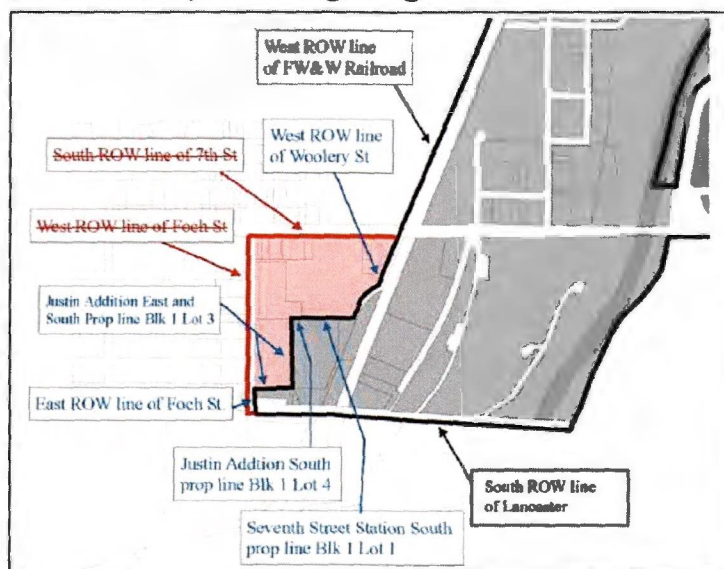 West ROW line
of FW&W Railroad
South ROW line of 7th St
West ROW line
of Woolery St
West ROW line of Foch St
Justin Addition East and
South Prop line Blk 1 Lot 3
East ROW line of Foch St.
Justin Addtion South
prop line Blk 1 Lot 4
South ROW line
of Lancaster
Seventh Street Station South
prop line Blk 1 Lot 1